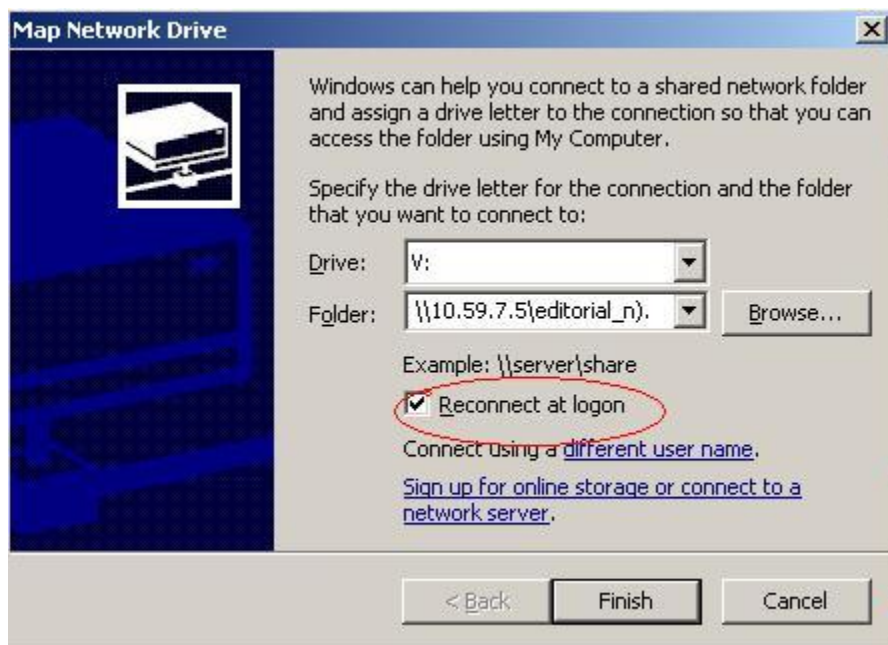 Map Network Drive
Windows can help you connect to a shared network folder
and assign a drive letter to the connection so that you can
access the folder using My Computer.
Specify the drive letter for the connection and the folder
that you want to connect to:
Drive: V:
Folder: \\10.59.7.5\editorial_n). Browse...
Example: \\server\share
Reconnect at logon
Connect using a different user name.
Sign up for online storage or connect to a
network server.
< Back Finish Cancel